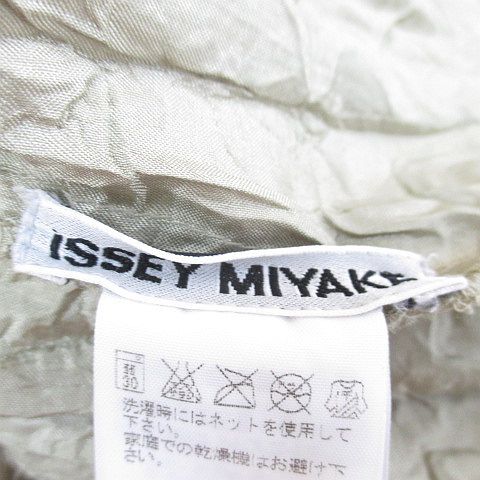 ISSEY MIYAKE
洗濯時にはネットを使用して
下さい。
家庭での乾燥機はお避け下
さい。